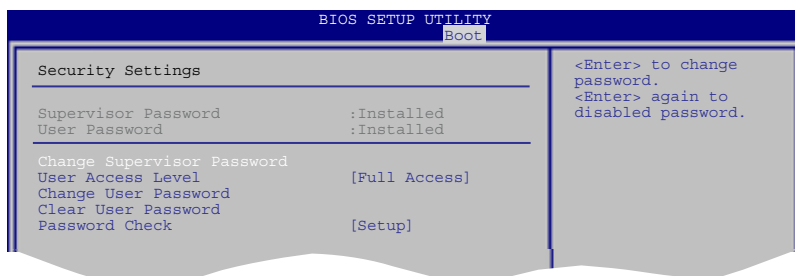 BIOS SETUP UTILITY
Boot
Security Settings
Supervisor Password :Installed
User Password :Installed
Change Supervisor Password
User Access Level [Full Access]
Change User Password
Clear User Password
Password Check [Setup]
<Enter> to change
password.
<Enter> again to
disabled password.